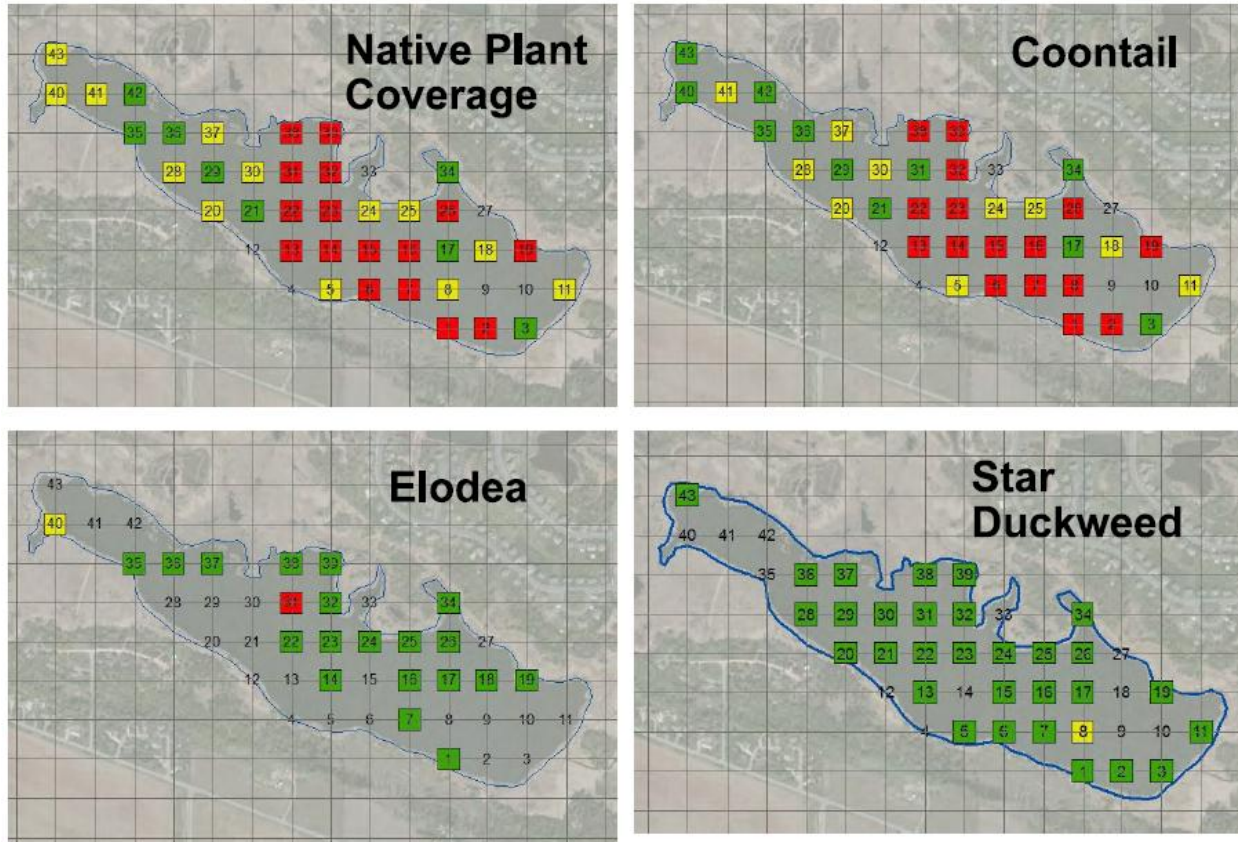 Native Plant
Coverage
43
40 41 42
35 36 37 38 39
28 29 30 31 32 33 34
20 21 22 23 24 25 26 27
12 13 14 15 16 17 18 19
4 5 6 7 8 9 10 11
1 2 3
Coontail
43
40 41 42
35 36 37 38 39
28 29 30 31 32 33 34
20 21 22 23 24 25 26 27
12 13 14 15 16 17 18 19
4 5 6 7 8 9 10 11
1 2 3
Elodea
43
40 41 42
35 36 37 38 39
28 29 30 31 32 33 34
20 21 22 23 24 25 26 27
12 13 14 15 16 17 18 19
4 5 6 7 8 9 10 11
1 2 3
Star
Duckweed
43
40 41 42
35 36 37 38 39
28 29 30 31 32 33 34
20 21 22 23 24 25 26 27
12 13 14 15 16 17 18 19
4 5 6 7 8 9 10 11
1 2 3